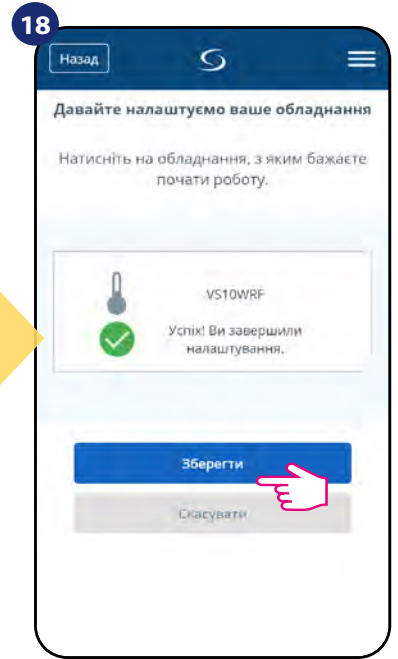 18
Назад
Давайте налаштуємо ваше обладнання
Натисніть на обладнання, з яким бажаєте
почати роботу.
VS10WRF
Успіх! Ви завершили
налаштування.
Зберегти
Скасувати